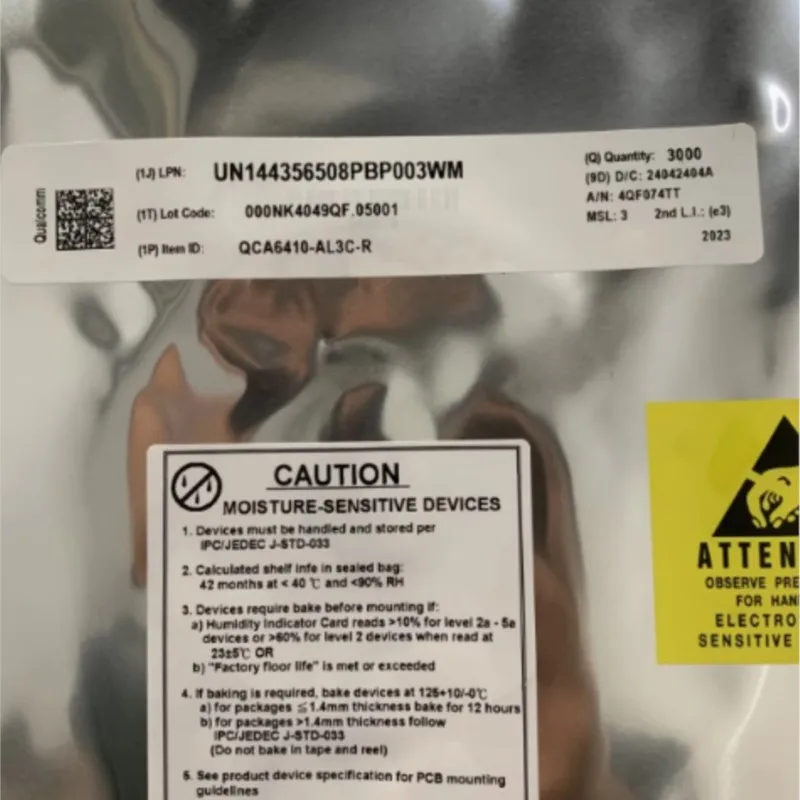 Qualcomm
(1J) LPN: UN144356508PBP003WM
(1T) Lot Code: 000NK4049QF.05001
(1P) Item ID: QCA6410-AL3C-R
(Q) Quantity: 3000
(9D) D/C: 24042404A
A/N: 4QF074TT
MSL: 3 2nd L.I.: (e3)
2023
CAUTION
MOISTURE-SENSITIVE DEVICES
1. Devices must be handled and stored per
IPC/JEDEC J-STD-033
2. Calculated shelf infe in sealed bag:
42 months at < 40 ℃ and <90% RH
3. Devices require bake before mounting if:
a) Humidity Indicator Card reads >10% for level 2a - 5a
devices or >60% for level 2 devices when read at
23±5℃ OR
b) "Factory floor life" is met or exceeded
4. If baking is required, bake devices at 125+10/-0℃
a) for packages ≤1.4mm thickness bake for 12 hours
b) for packages >1.4mm thickness follow
IPC/JEDEC J-STD-033
(Do not bake in tape and reel)
5. See product device specification for PCB mounting
guidelines
ATTEN
OBSERVE PRE
FOR HAN
ELECTRO
SENSITIVE